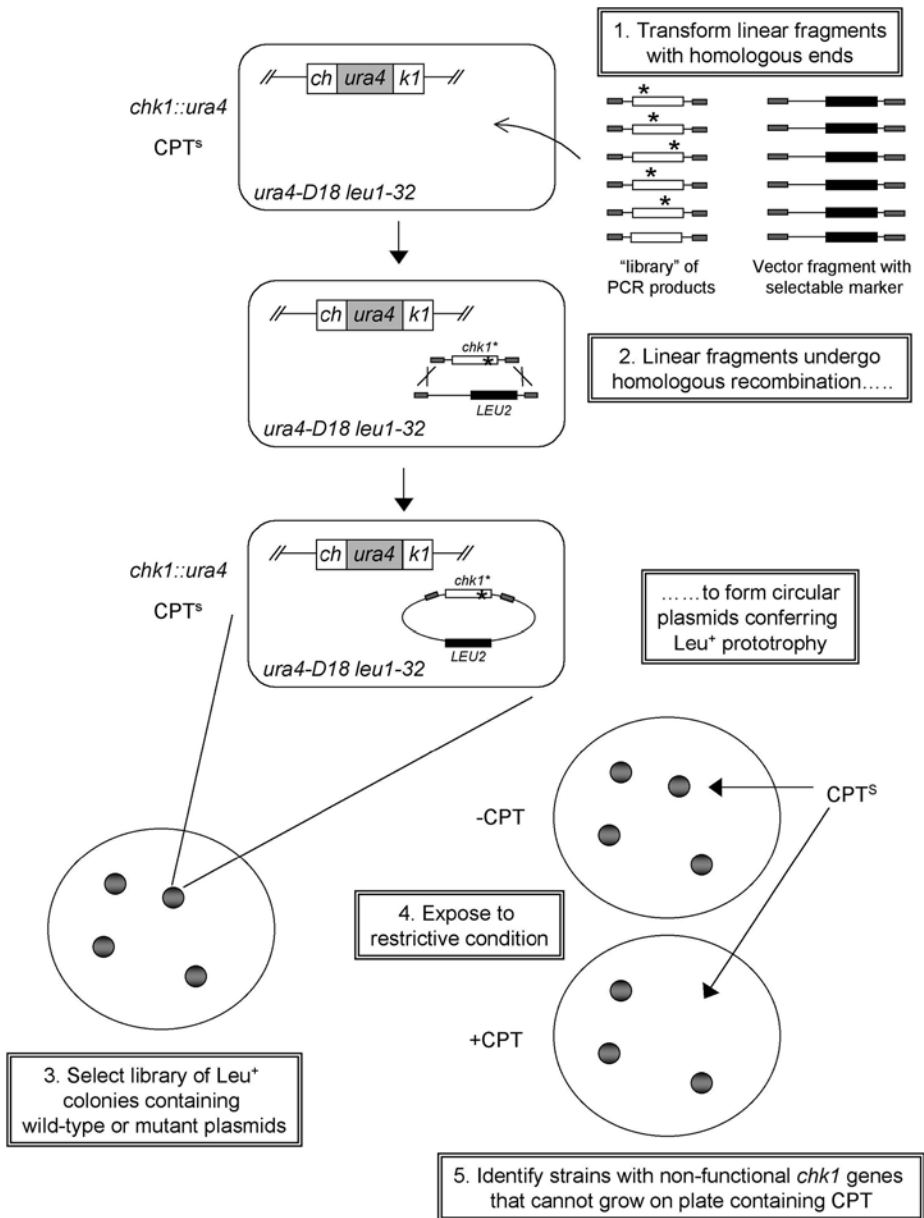 1. Transform linear fragments
with homologous ends
ch ura4 k1
chk1::ura4
CPTˢ
ura4-D18 leu1-32
* 
*
*
*
*
"library" of
PCR products
Vector fragment with
selectable marker
ch ura4 k1
chk1*
*
LEU2
ura4-D18 leu1-32
2. Linear fragments undergo
homologous recombination…..
ch ura4 k1
chk1::ura4
CPTˢ
chk1*
*
LEU2
ura4-D18 leu1-32
……to form circular
plasmids conferring
Leu⁺ prototrophy
-CPT
CPTˢ
4. Expose to
restrictive condition
+CPT
3. Select library of Leu⁺
colonies containing
wild-type or mutant plasmids
5. Identify strains with non-functional chk1 genes
that cannot grow on plate containing CPT